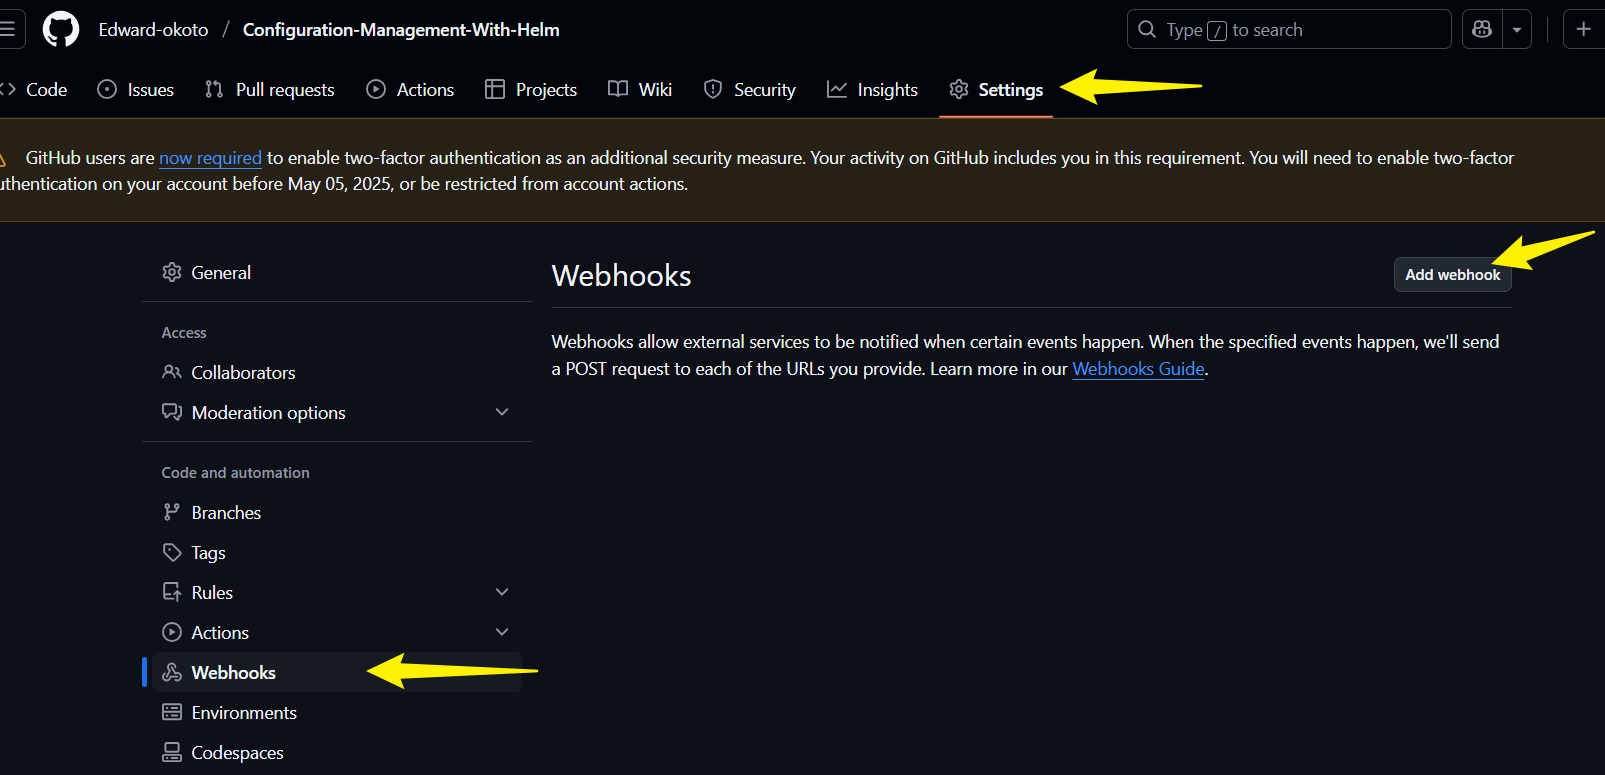 Edward-okoto / Configuration-Management-With-Helm
Type / to search
Code Issues Pull requests Actions Projects Wiki Security Insights Settings
GitHub users are now required to enable two-factor authentication as an additional security measure. Your activity on GitHub includes you in this requirement. You will need to enable two-factor
uthentication on your account before May 05, 2025, or be restricted from account actions.
General
Webhooks
Add webhook
Webhooks allow external services to be notified when certain events happen. When the specified events happen, we'll send
a POST request to each of the URLs you provide. Learn more in our Webhooks Guide.
Access
Collaborators
Moderation options
Code and automation
Branches
Tags
Rules
Actions
Webhooks
Environments
Codespaces